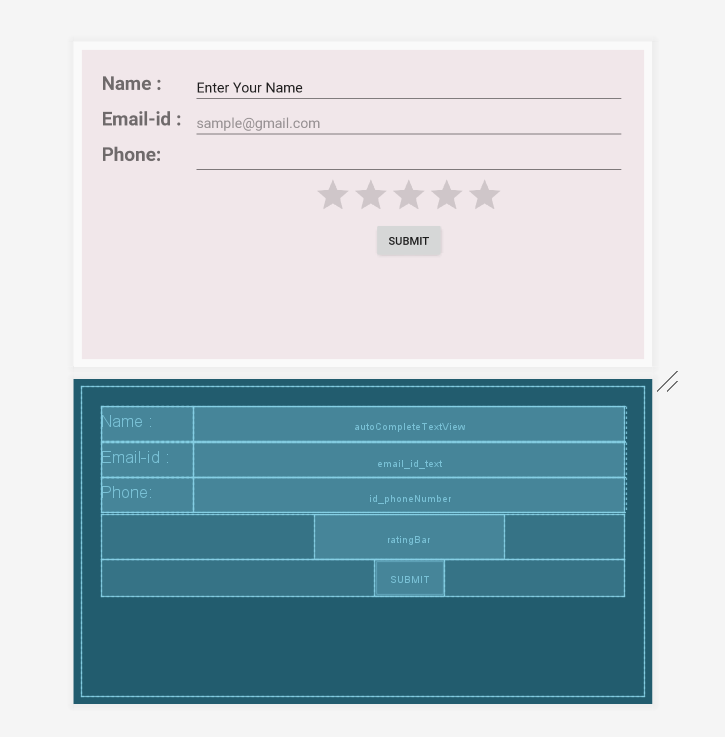 Name :
Enter Your Name
Email-id :
sample@gmail.com
Phone:
SUBMIT
Name :
autoCompleteTextView
Email-id :
email_id_text
Phone:
id_phoneNumber
ratingBar
SUBMIT